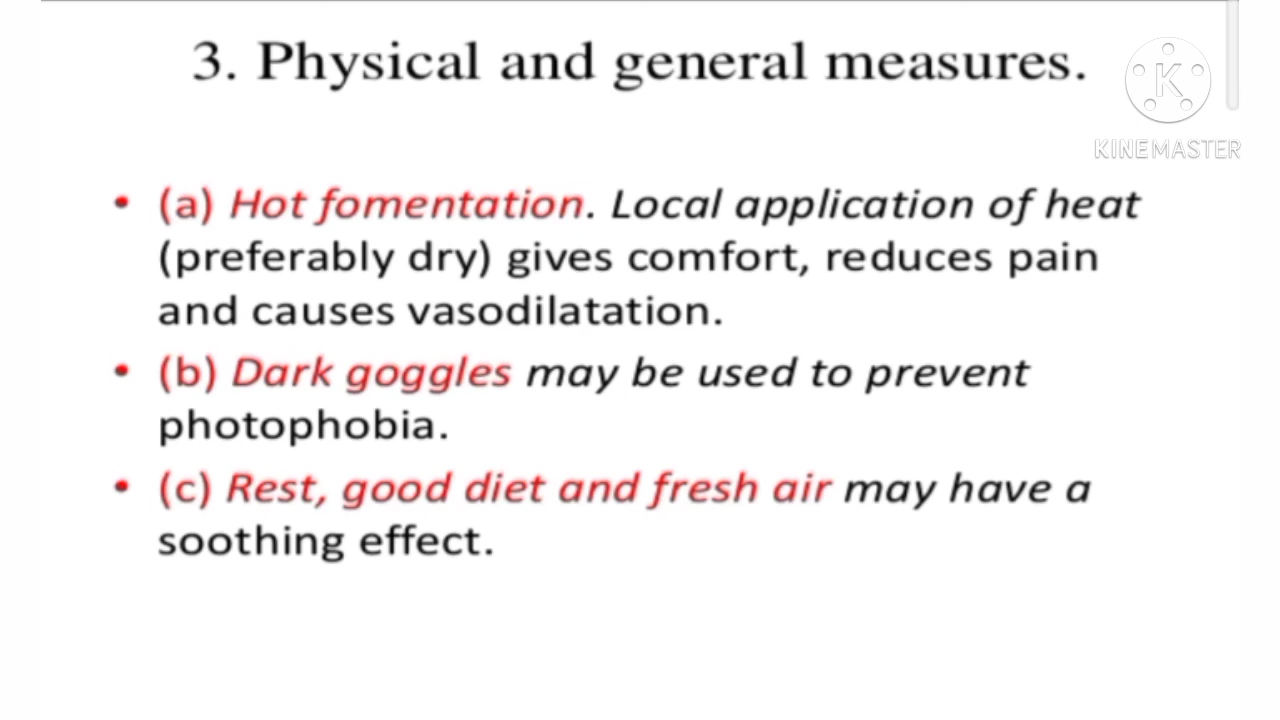 3. Physical and general measures.
KINEMASTER
• (a) Hot fomentation. Local application of heat
(preferably dry) gives comfort, reduces pain
and causes vasodilatation.
• (b) Dark goggles may be used to prevent
photophobia.
• (c) Rest, good diet and fresh air may have a
soothing effect.